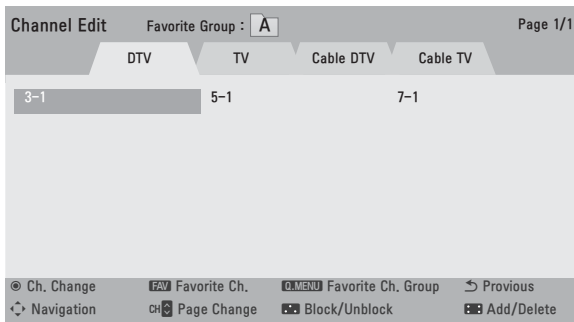 Channel Edit Favorite Group : A Page 1/1
DTV TV Cable DTV Cable TV
3-1 5-1 7-1
Ch. Change FAV Favorite Ch. Q.MENU Favorite Ch. Group Provious
Navigation CH Page Change Block/Unblock Add/Delete